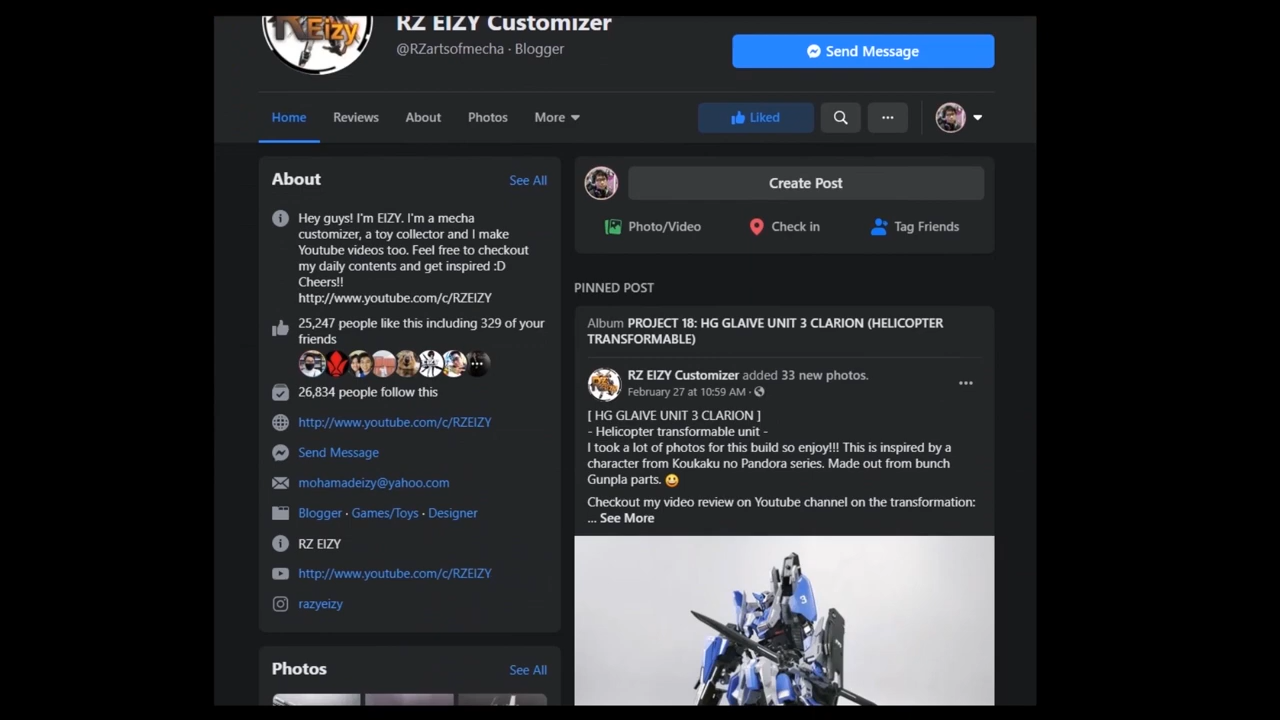 RZ EIZY Customizer
@RZartsofmecha · Blogger
Send Message
Home
Reviews
About
Photos
More
Liked
About
See All
Hey guys! I'm EIZY. I'm a mecha
customizer, a toy collector and I make
Youtube videos too. Feel free to checkout
my daily contents and get inspired :D
Cheers!!
http://www.youtube.com/c/RZEIZY
25,247 people like this including 329 of your
friends
26,834 people follow this
http://www.youtube.com/c/RZEIZY
Send Message
mohamadeizy@yahoo.com
Blogger · Games/Toys · Designer
RZ EIZY
http://www.youtube.com/c/RZEIZY
razyeizy
Photos
See All
Create Post
Photo/Video
Check in
Tag Friends
PINNED POST
Album PROJECT 18: HG GLAIVE UNIT 3 CLARION (HELICOPTER
TRANSFORMABLE)
RZ EIZY Customizer added 33 new photos.
February 27 at 10:59 AM ·
[ HG GLAIVE UNIT 3 CLARION ]
- Helicopter transformable unit -
I took a lot of photos for this build so enjoy!!! This is inspired by a
character from Koukaku no Pandora series. Made out from bunch
Gunpla parts. 😀
Checkout my video review on Youtube channel on the transformation:
... See More
3